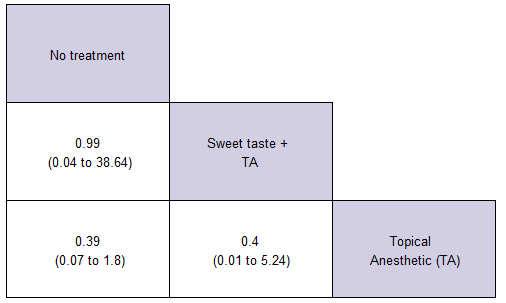 No treatment
0.99
(0.04 to 38.64)
Sweet taste +
TA
0.39
(0.07 to 1.8)
0.4
(0.01 to 5.24)
Topical
Anesthetic (TA)